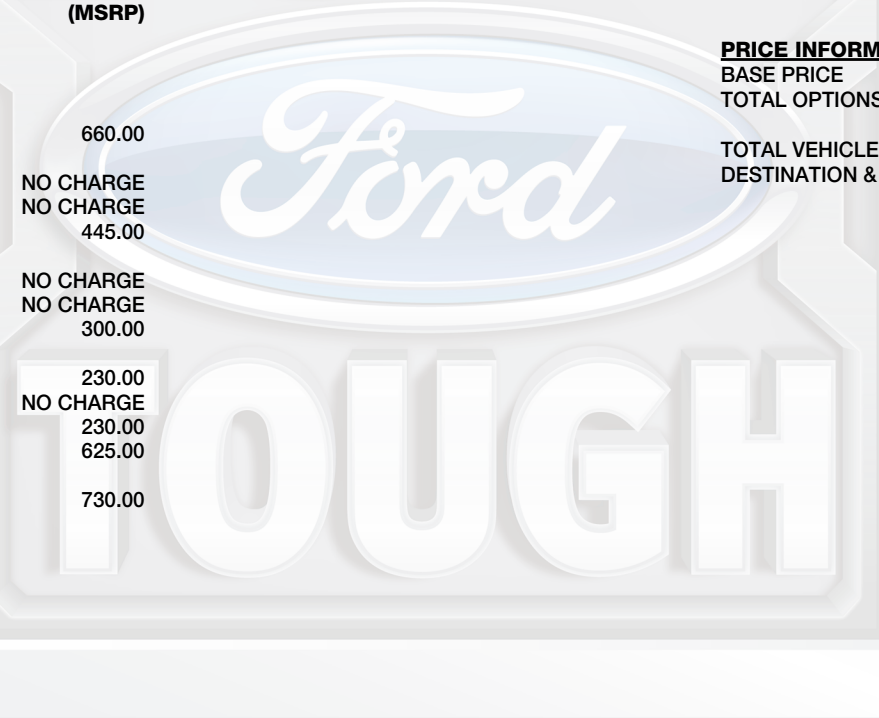 (MSRP)
660.00
NO CHARGE
NO CHARGE
445.00
NO CHARGE
NO CHARGE
300.00
230.00
NO CHARGE
230.00
625.00
730.00
PRICE INFORM
BASE PRICE
TOTAL OPTIONS
TOTAL VEHICLE
DESTINATION &
Ford
TOUGH